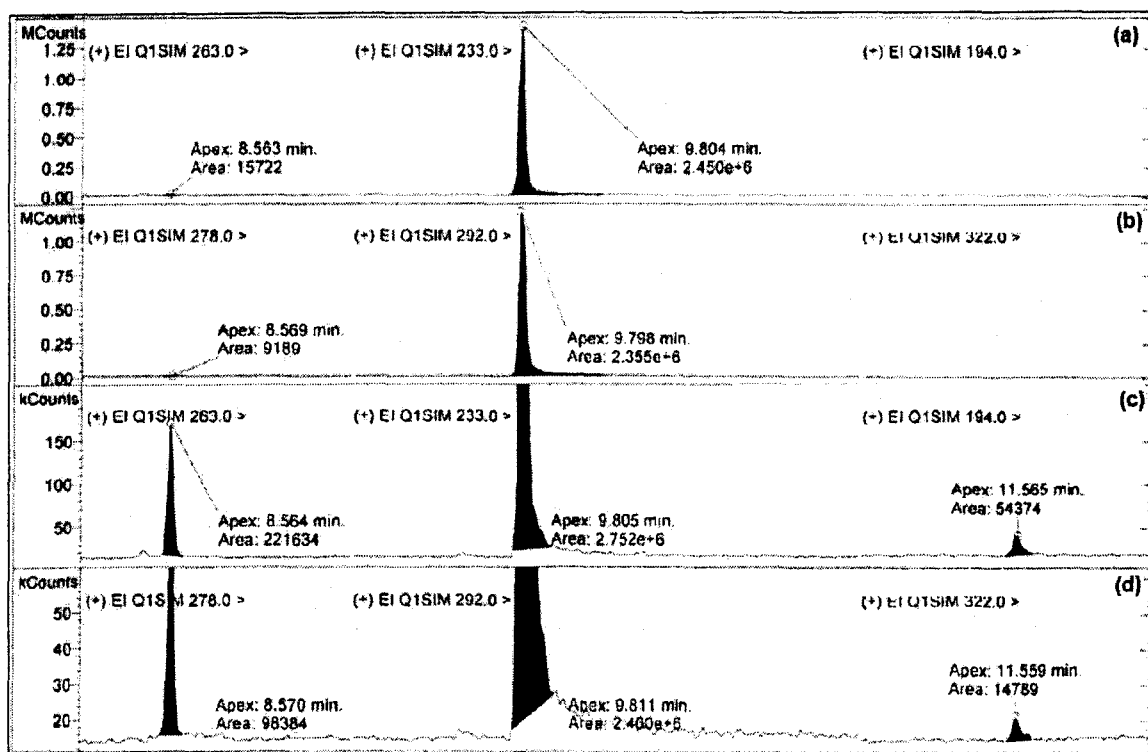 MCounts
(+) EI Q1SIM 263.0 >
(+) EI Q1SIM 233.0 >
(+) EI Q1SIM 194.0 >
(a)
1.25
1.00
0.75
0.50
0.25
0.00
Apex: 8.563 min.
Area: 15722
Apex: 9.804 min.
Area: 2.450e+6
MCounts
(+) EI Q1SIM 278.0 >
(+) EI Q1SIM 292.0 >
(+) EI Q1SIM 322.0 >
(b)
1.00
0.75
0.50
0.25
0.00
Apex: 8.569 min.
Area: 9189
Apex: 9.798 min.
Area: 2.355e+6
kCounts
(+) EI Q1SIM 263.0 >
(+) EI Q1SIM 233.0 >
(+) EI Q1SIM 194.0 >
(c)
150
100
50
Apex: 8.564 min.
Area: 221634
Apex: 9.805 min.
Area: 2.752e+6
Apex: 11.565 min.
Area: 54374
kCounts
(+) EI Q1SIM 278.0 >
(+) EI Q1SIM 292.0 >
(+) EI Q1SIM 322.0 >
(d)
50
40
30
20
Apex: 8.570 min.
Area: 98384
Apex: 9.811 min.
Area: 2.460e+6
Apex: 11.559 min.
Area: 14789